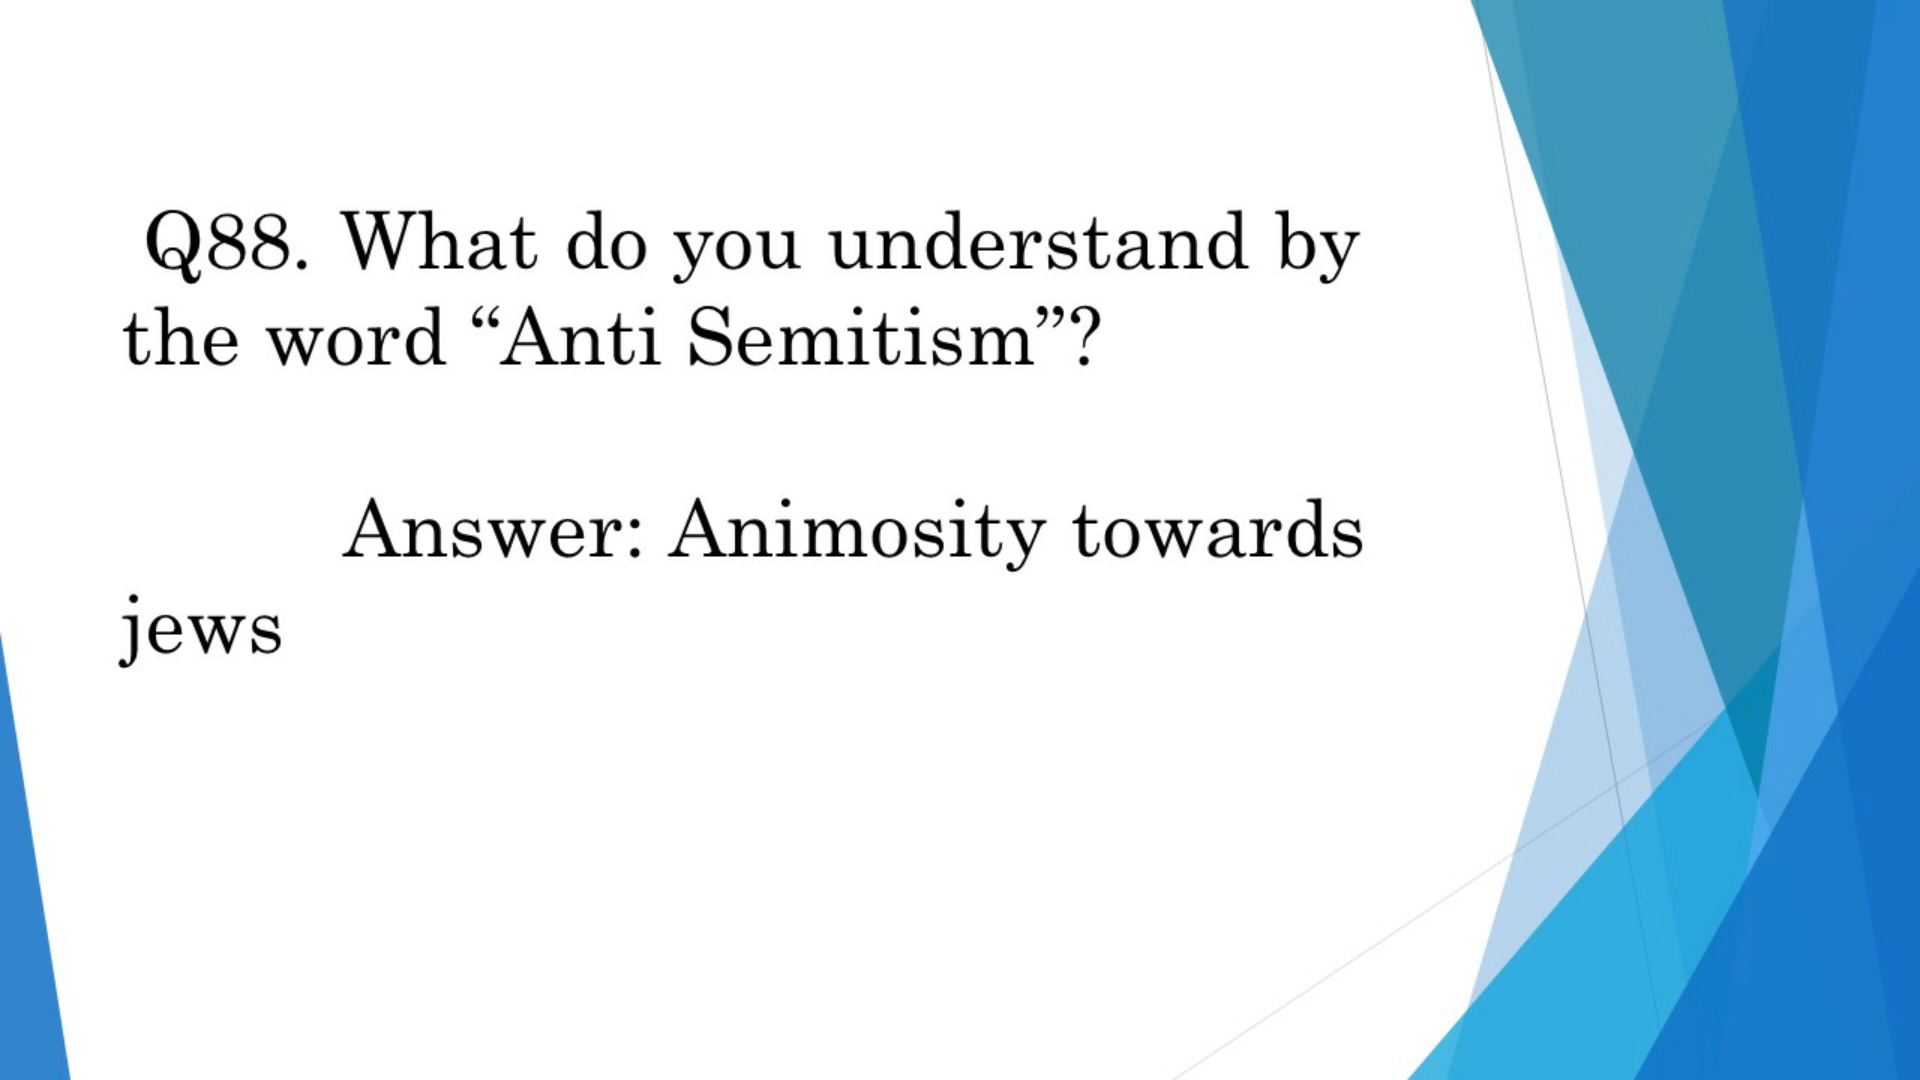 Q88. What do you understand by
the word “Anti Semitism”?
Answer: Animosity towards
jews